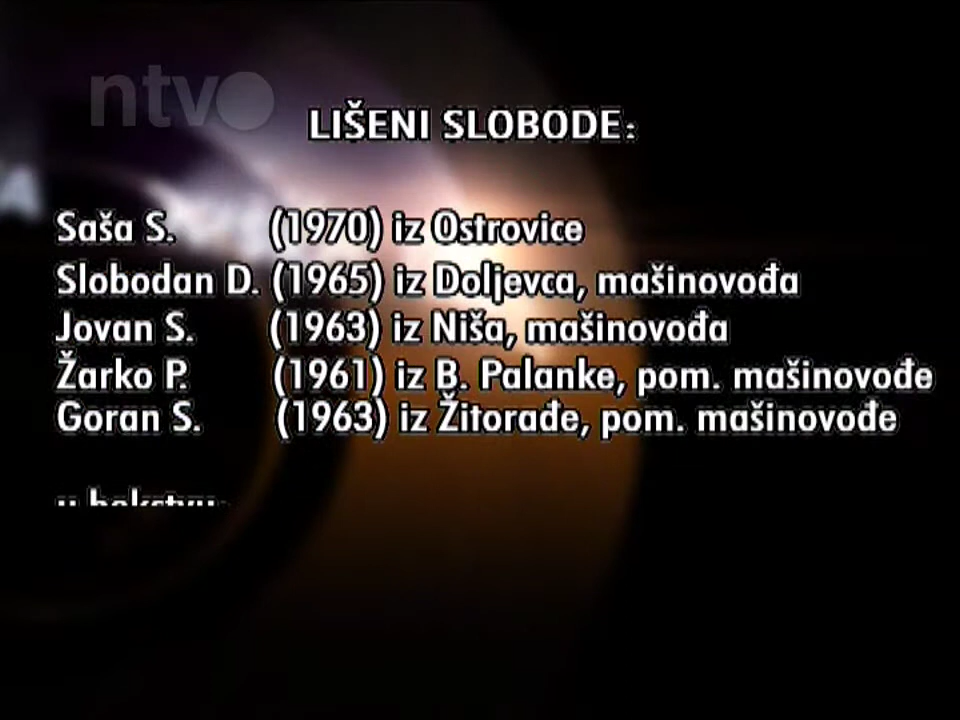 ntv
LIŠENI SLOBODE:
Saša S. (1970) iz Ostrovice
Slobodan D. (1965) iz Doljevca, mašinovođa
Jovan S. (1963) iz Niša, mašinovođa
Žarko P. (1961) iz B. Palanke, pom. mašinovođe
Goran S. (1963) iz Žitorađe, pom. mašinovođe
u bekstvu: